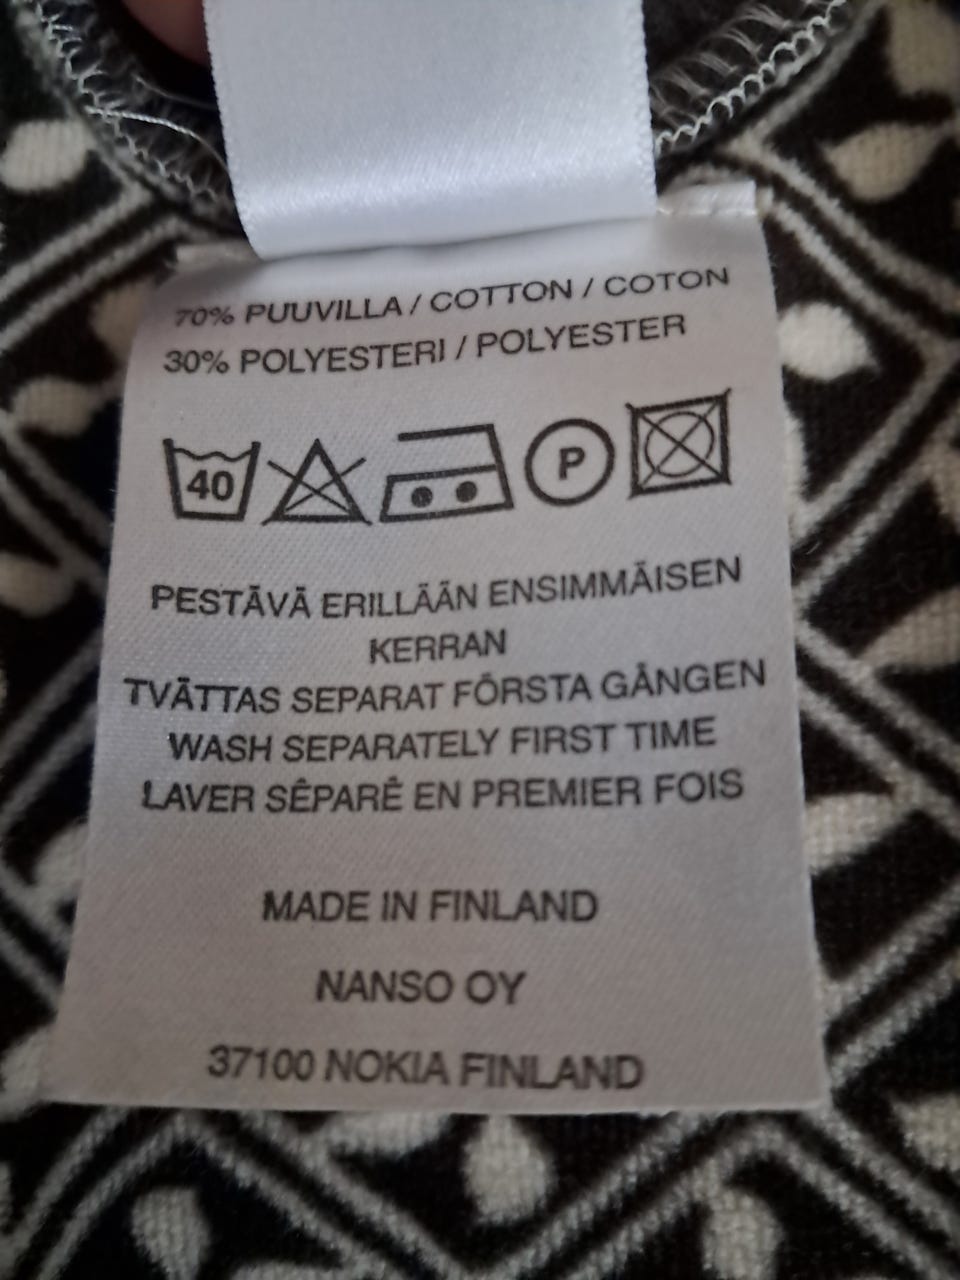 70% PUUVILLA / COTTON / COTON
30% POLYESTERI / POLYESTER
40 P
PESTÄVÄ ERILLÄÄN ENSIMMÄISEN
KERRAN
TVÄTTAS SEPARAT FÖRSTA GÅNGEN
WASH SEPARATELY FIRST TIME
LAVER SÊPARÊ EN PREMIER FOIS
MADE IN FINLAND
NANSO OY
37100 NOKIA FINLAND